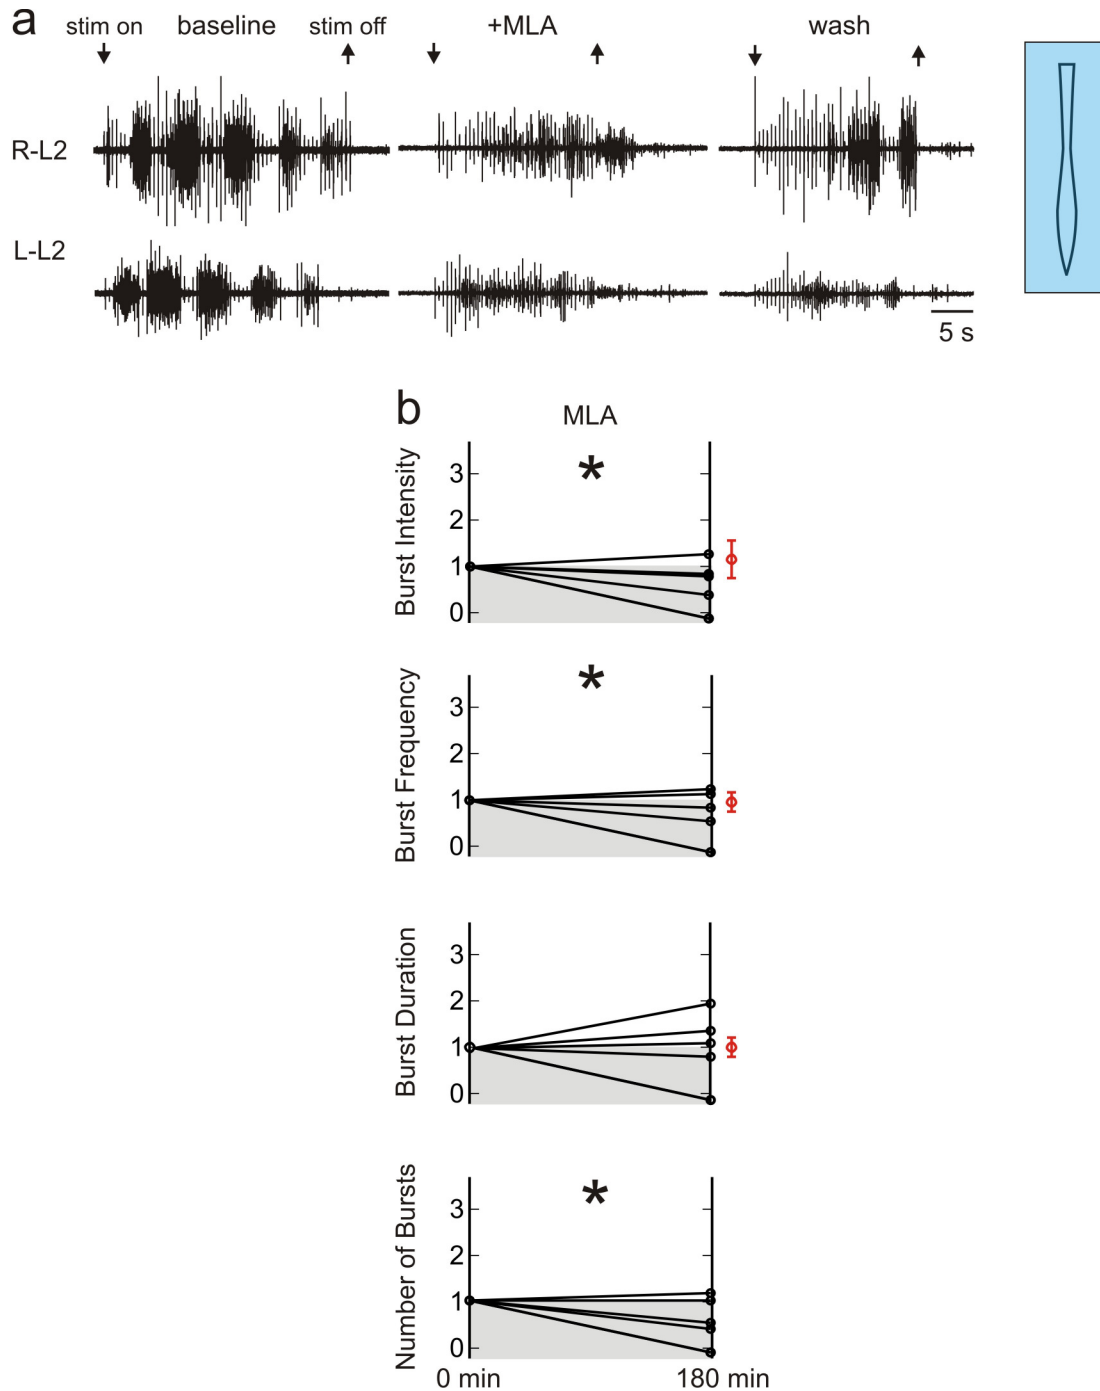 a
stim on baseline stim off +MLA wash
R-L2
L-L2
5 s
b
MLA
Burst Intensity
3
*
2
1
0
Burst Frequency
3
*
2
1
0
Burst Duration
3
2
1
0
Number of Bursts
3
*
2
1
0
0 min 180 min